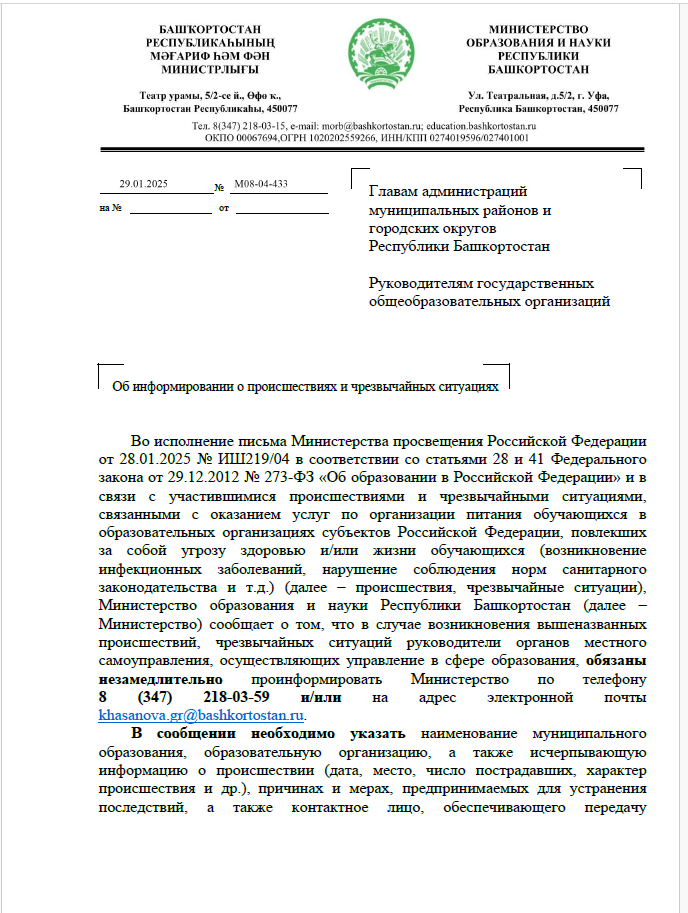 БАШҠОРТОСТАН
РЕСПУБЛИКАҺЫНЫҢ
МӘҒАРИФ ҺӘМ ФӘН
МИНИСТРЛЫҒЫ
Театр урамы, 5/2-се й., Өфө ҡ.,
Башҡортостан Республикаһы, 450077
МИНИСТЕРСТВО
ОБРАЗОВАНИЯ И НАУКИ
РЕСПУБЛИКИ
БАШКОРТОСТАН
Ул. Театральная, д.5/2, г. Уфа,
Республика Башкортостан, 450077
Тел. 8(347) 218-03-15, e-mail: morb@bashkortostan.ru; education.bashkortostan.ru
ОКПО 00067694,ОГРН 1020202559266, ИНН/КПП 0274019596/027401001
29.01.2025 № М08-04-433
на № от
Главам администраций
муниципальных районов и
городских округов
Республики Башкортостан
Руководителям государственных
общеобразовательных организаций
Об информировании о происшествиях и чрезвычайных ситуациях
Во исполнение письма Министерства просвещения Российской Федерации
от 28.01.2025 № ИШ219/04 в соответствии со статьями 28 и 41 Федерального
закона от 29.12.2012 № 273-ФЗ «Об образовании в Российской Федерации» и в
связи с участившимися происшествиями и чрезвычайными ситуациями,
связанными с оказанием услуг по организации питания обучающихся в
образовательных организациях субъектов Российской Федерации, повлекших
за собой угрозу здоровью и/или жизни обучающихся (возникновение
инфекционных заболеваний, нарушение соблюдения норм санитарного
законодательства и т.д.) (далее – происшествия, чрезвычайные ситуации),
Министерство образования и науки Республики Башкортостан (далее –
Министерство) сообщает о том, что в случае возникновения вышеназванных
происшествий, чрезвычайных ситуаций руководители органов местного
самоуправления, осуществляющих управление в сфере образования, обязаны
незамедлительно проинформировать Министерство по телефону
8 (347) 218-03-59 и/или на адрес электронной почты
khasanova.gr@bashkortostan.ru.
В сообщении необходимо указать наименование муниципального
образования, образовательную организацию, а также исчерпывающую
информацию о происшествии (дата, место, число пострадавших, характер
происшествия и др.), причинах и мерах, предпринимаемых для устранения
последствий, а также контактное лицо, обеспечивающего передачу